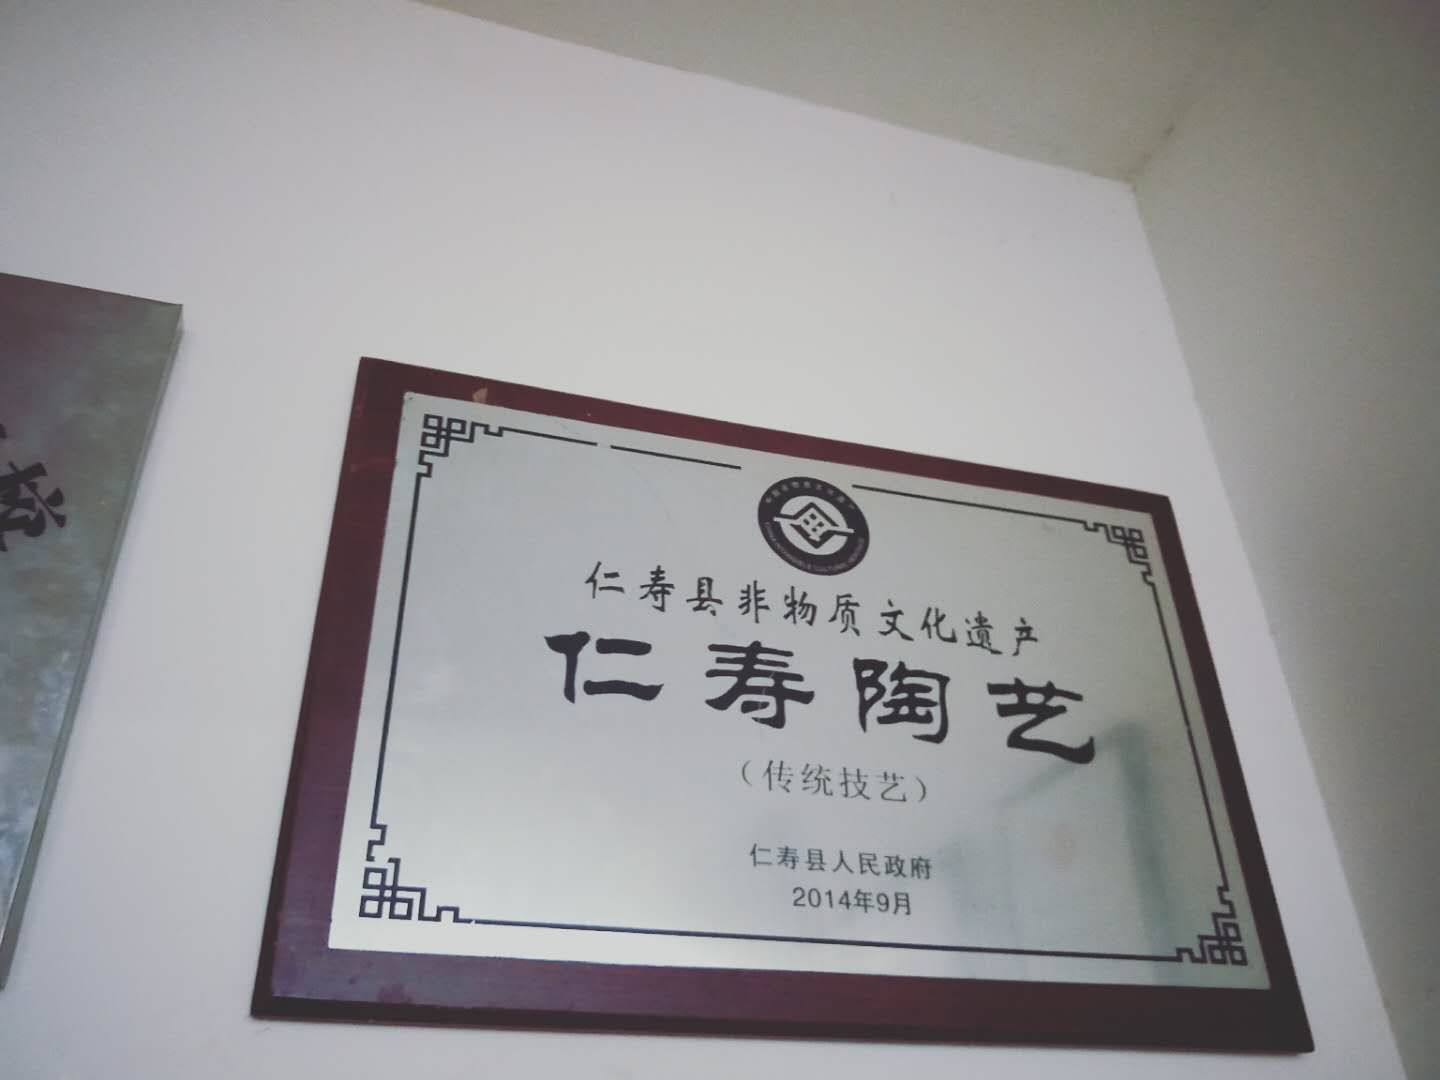 仁寿县非物质文化遗产
仁寿陶艺
（传统技艺）
仁寿县人民政府
2014年9月